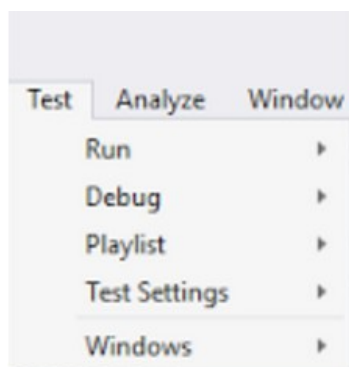 Test Analyze Window
Run
Debug
Playlist
Test Settings
Windows